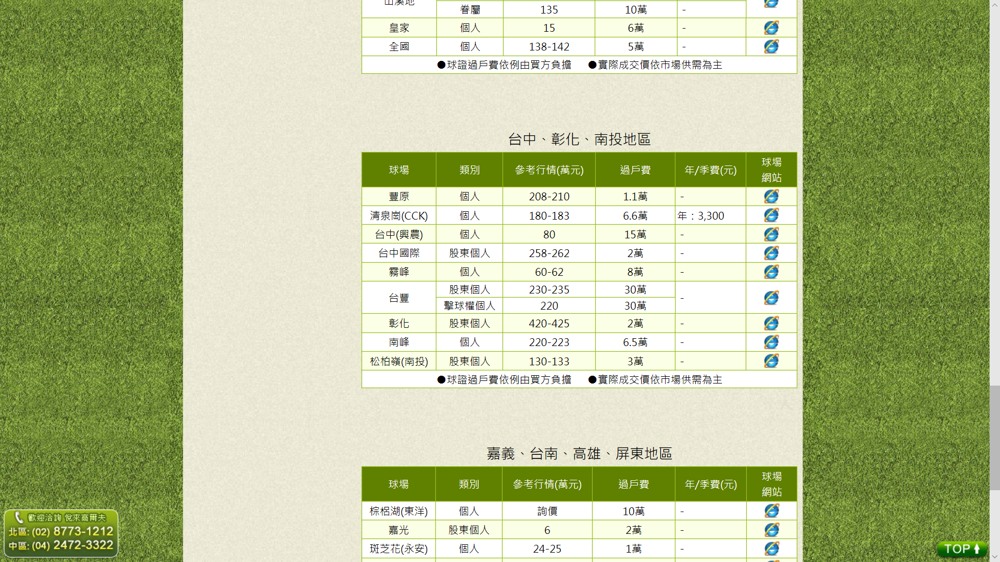 山溪地
眷屬 135 10萬 -
皇家 個人 15 6萬 -
全國 個人 138-142 5萬 -
●球證過戶費依例由買方負擔 ●實際成交價依市場供需為主
台中、彰化、南投地區
球場 類別 參考行情(萬元) 過戶費 年/季費(元) 球場
網站
豐原 個人 208-210 1.1萬 -
清泉崗(CCK) 個人 180-183 6.6萬 年：3,300
台中(興農) 個人 80 15萬 -
台中國際 股東個人 258-262 2萬 -
霧峰 個人 60-62 8萬 -
台豐 股東個人 230-235 30萬 -
擊球權個人 220 30萬
彰化 股東個人 420-425 2萬 -
南峰 個人 220-223 6.5萬 -
松柏嶺(南投) 股東個人 130-133 3萬 -
●球證過戶費依例由買方負擔 ●實際成交價依市場供需為主
嘉義、台南、高雄、屏東地區
球場 類別 參考行情(萬元) 過戶費 年/季費(元) 球場
網站
棕梠湖(東洋) 個人 詢價 10萬 -
嘉光 股東個人 6 2萬 -
斑芝花(永安) 個人 24-25 1萬 -
歡迎洽詢 悅來高爾夫
北區: (02) 8773-1212
中區: (04) 2472-3322
TOP